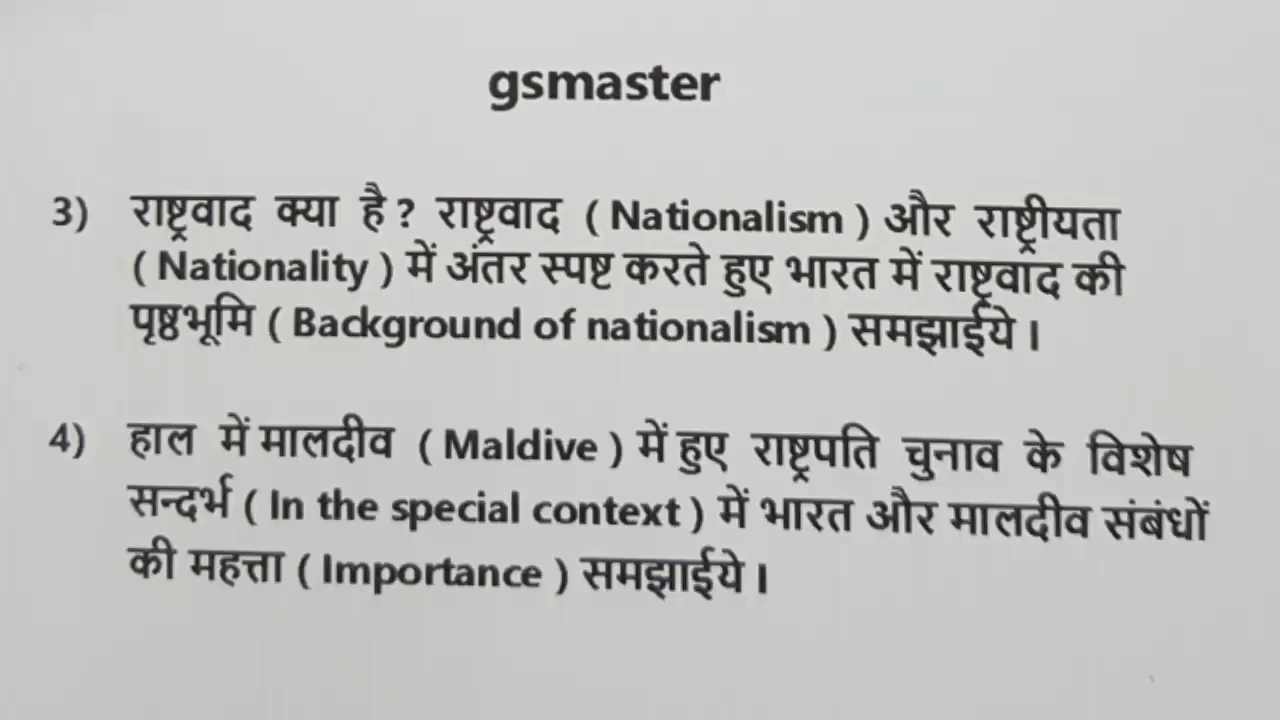 gsmaster
3) राष्ट्रवाद क्या है ? राष्ट्रवाद ( Nationalism ) और राष्ट्रीयता
( Nationality ) में अंतर स्पष्ट करते हुए भारत में राष्ट्रवाद की
पृष्ठभूमि ( Background of nationalism ) समझाईये ।
4) हाल में मालदीव ( Maldive ) में हुए राष्ट्रपति चुनाव के विशेष
सन्दर्भ ( In the special context ) में भारत और मालदीव संबंधों
की महत्ता ( Importance ) समझाईये ।